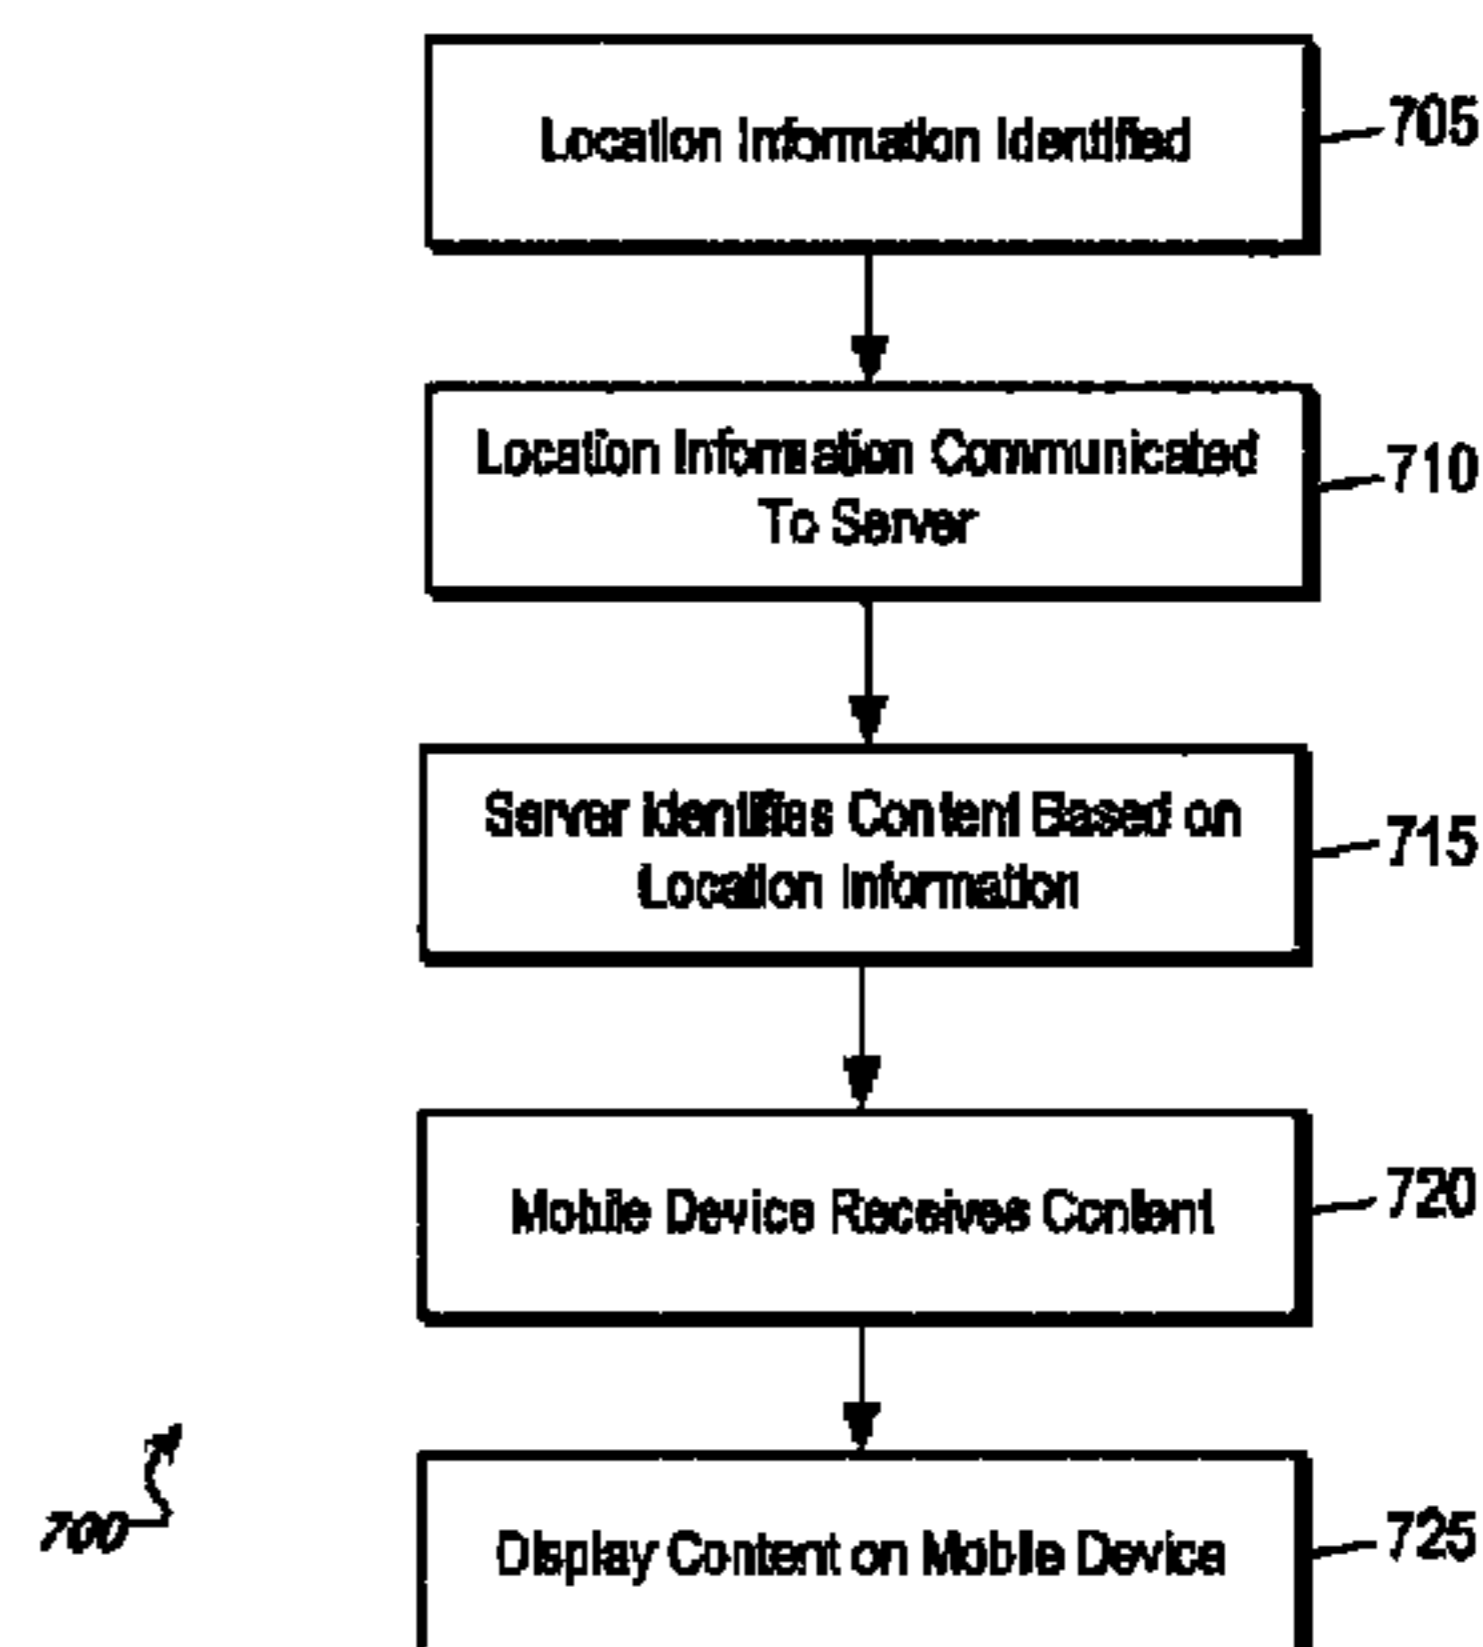 Location Information Identified
705
Location Information Communicated
To Server
710
Server Identifies Content Based on
Location Information
715
Mobile Device Receives Content
720
700
Display Content on Mobile Device
725